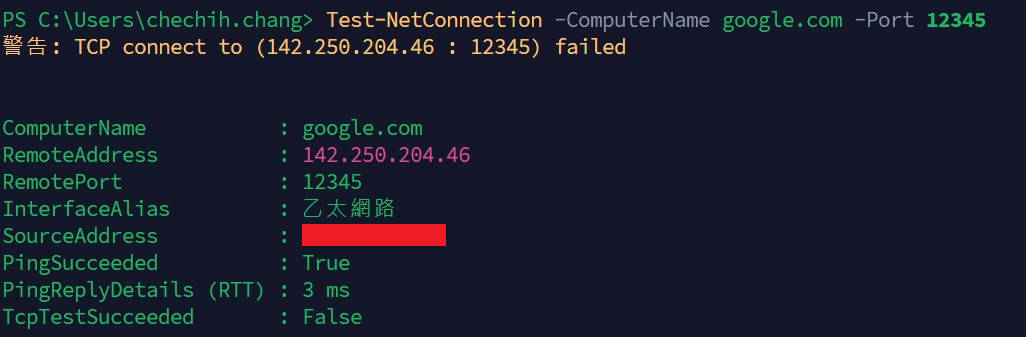 PS C:\Users\chechih.chang> Test-NetConnection -ComputerName google.com -Port 12345
警告: TCP connect to (142.250.204.46 : 12345) failed
ComputerName : google.com
RemoteAddress : 142.250.204.46
RemotePort : 12345
InterfaceAlias : 乙太網路
SourceAddress :
PingSucceeded : True
PingReplyDetails (RTT) : 3 ms
TcpTestSucceeded : False